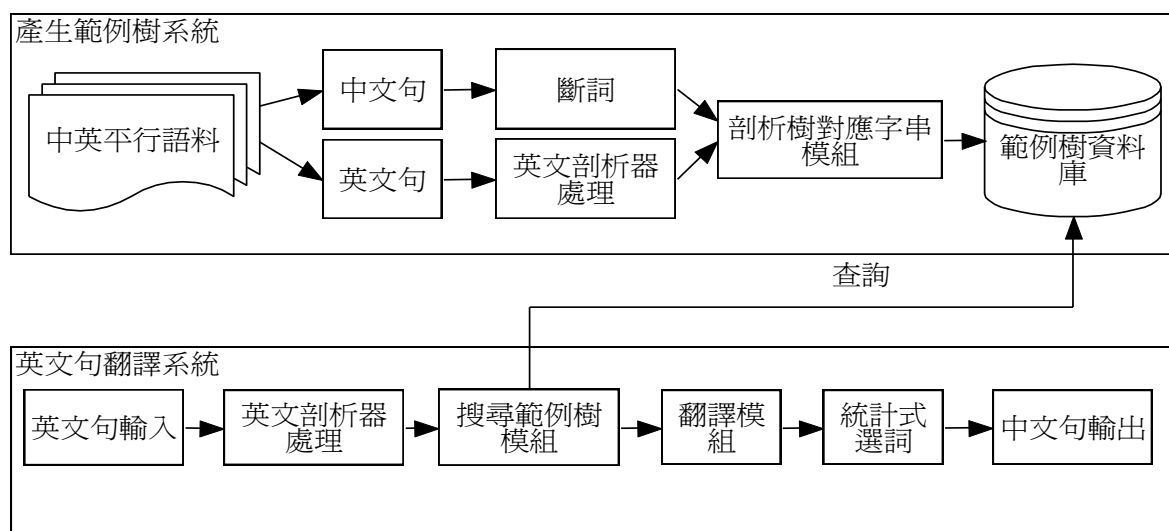 產生範例樹系統
中英平行語料
中文句
斷詞
英文句
英文剖析器
處理
剖析樹對應字串
模組
範例樹資料
庫
查詢
英文句翻譯系統
英文句輸入
英文剖析器
處理
搜尋範例樹
模組
翻譯模
組
統計式
選詞
中文句輸出